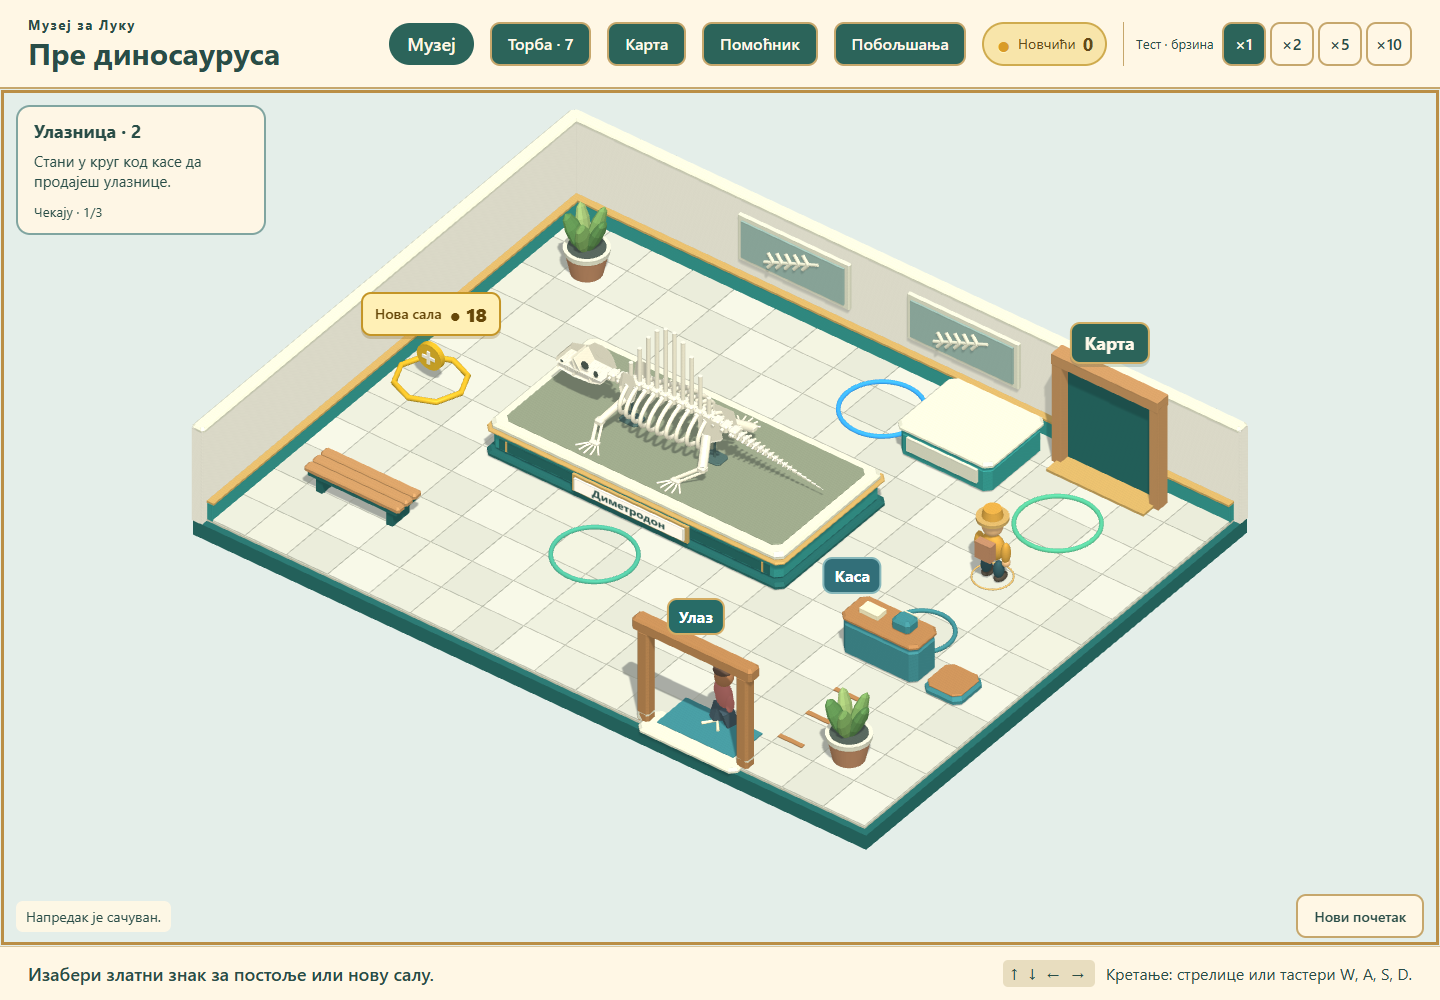 Музеј за Луку
Пре диносауруса
Музеј
Торба · 7
Карта
Помоћник
Побољшања
Новчићи 0
Тест · брзина
×1
×2
×5
×10
Улазница · 2
Стани у круг код касе да
продајеш улазнице.
Чекају · 1/3
Нова сала 18
Карта
Диметродон
Каса
Улаз
Напредак је сачуван.
Нови почетак
Изабери златни знак за постоље или нову салу.
↑ ↓ ← →
Кретање: стрелице или тастери W, A, S, D.